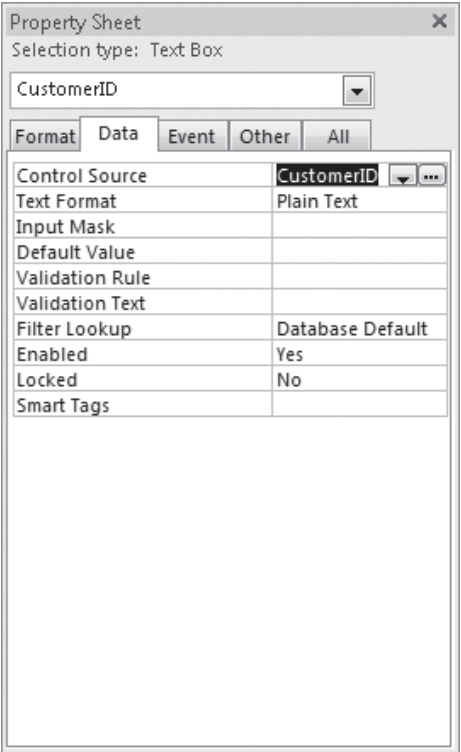 Property Sheet
Selection type: Text Box
CustomerID
Format Data Event Other All
Control Source CustomerID
Text Format Plain Text
Input Mask
Default Value
Validation Rule
Validation Text
Filter Lookup Database Default
Enabled Yes
Locked No
Smart Tags